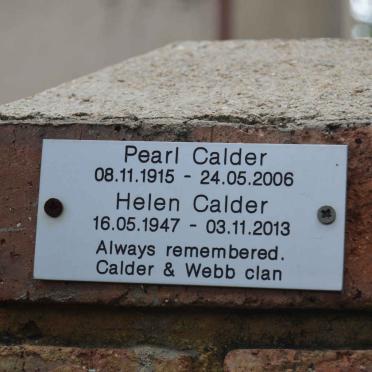 Pearl Calder
08.11.1915 - 24.05.2006
Helen Calder
16.05.1947 - 03.11.2013
Always remembered.
Calder & Webb clan